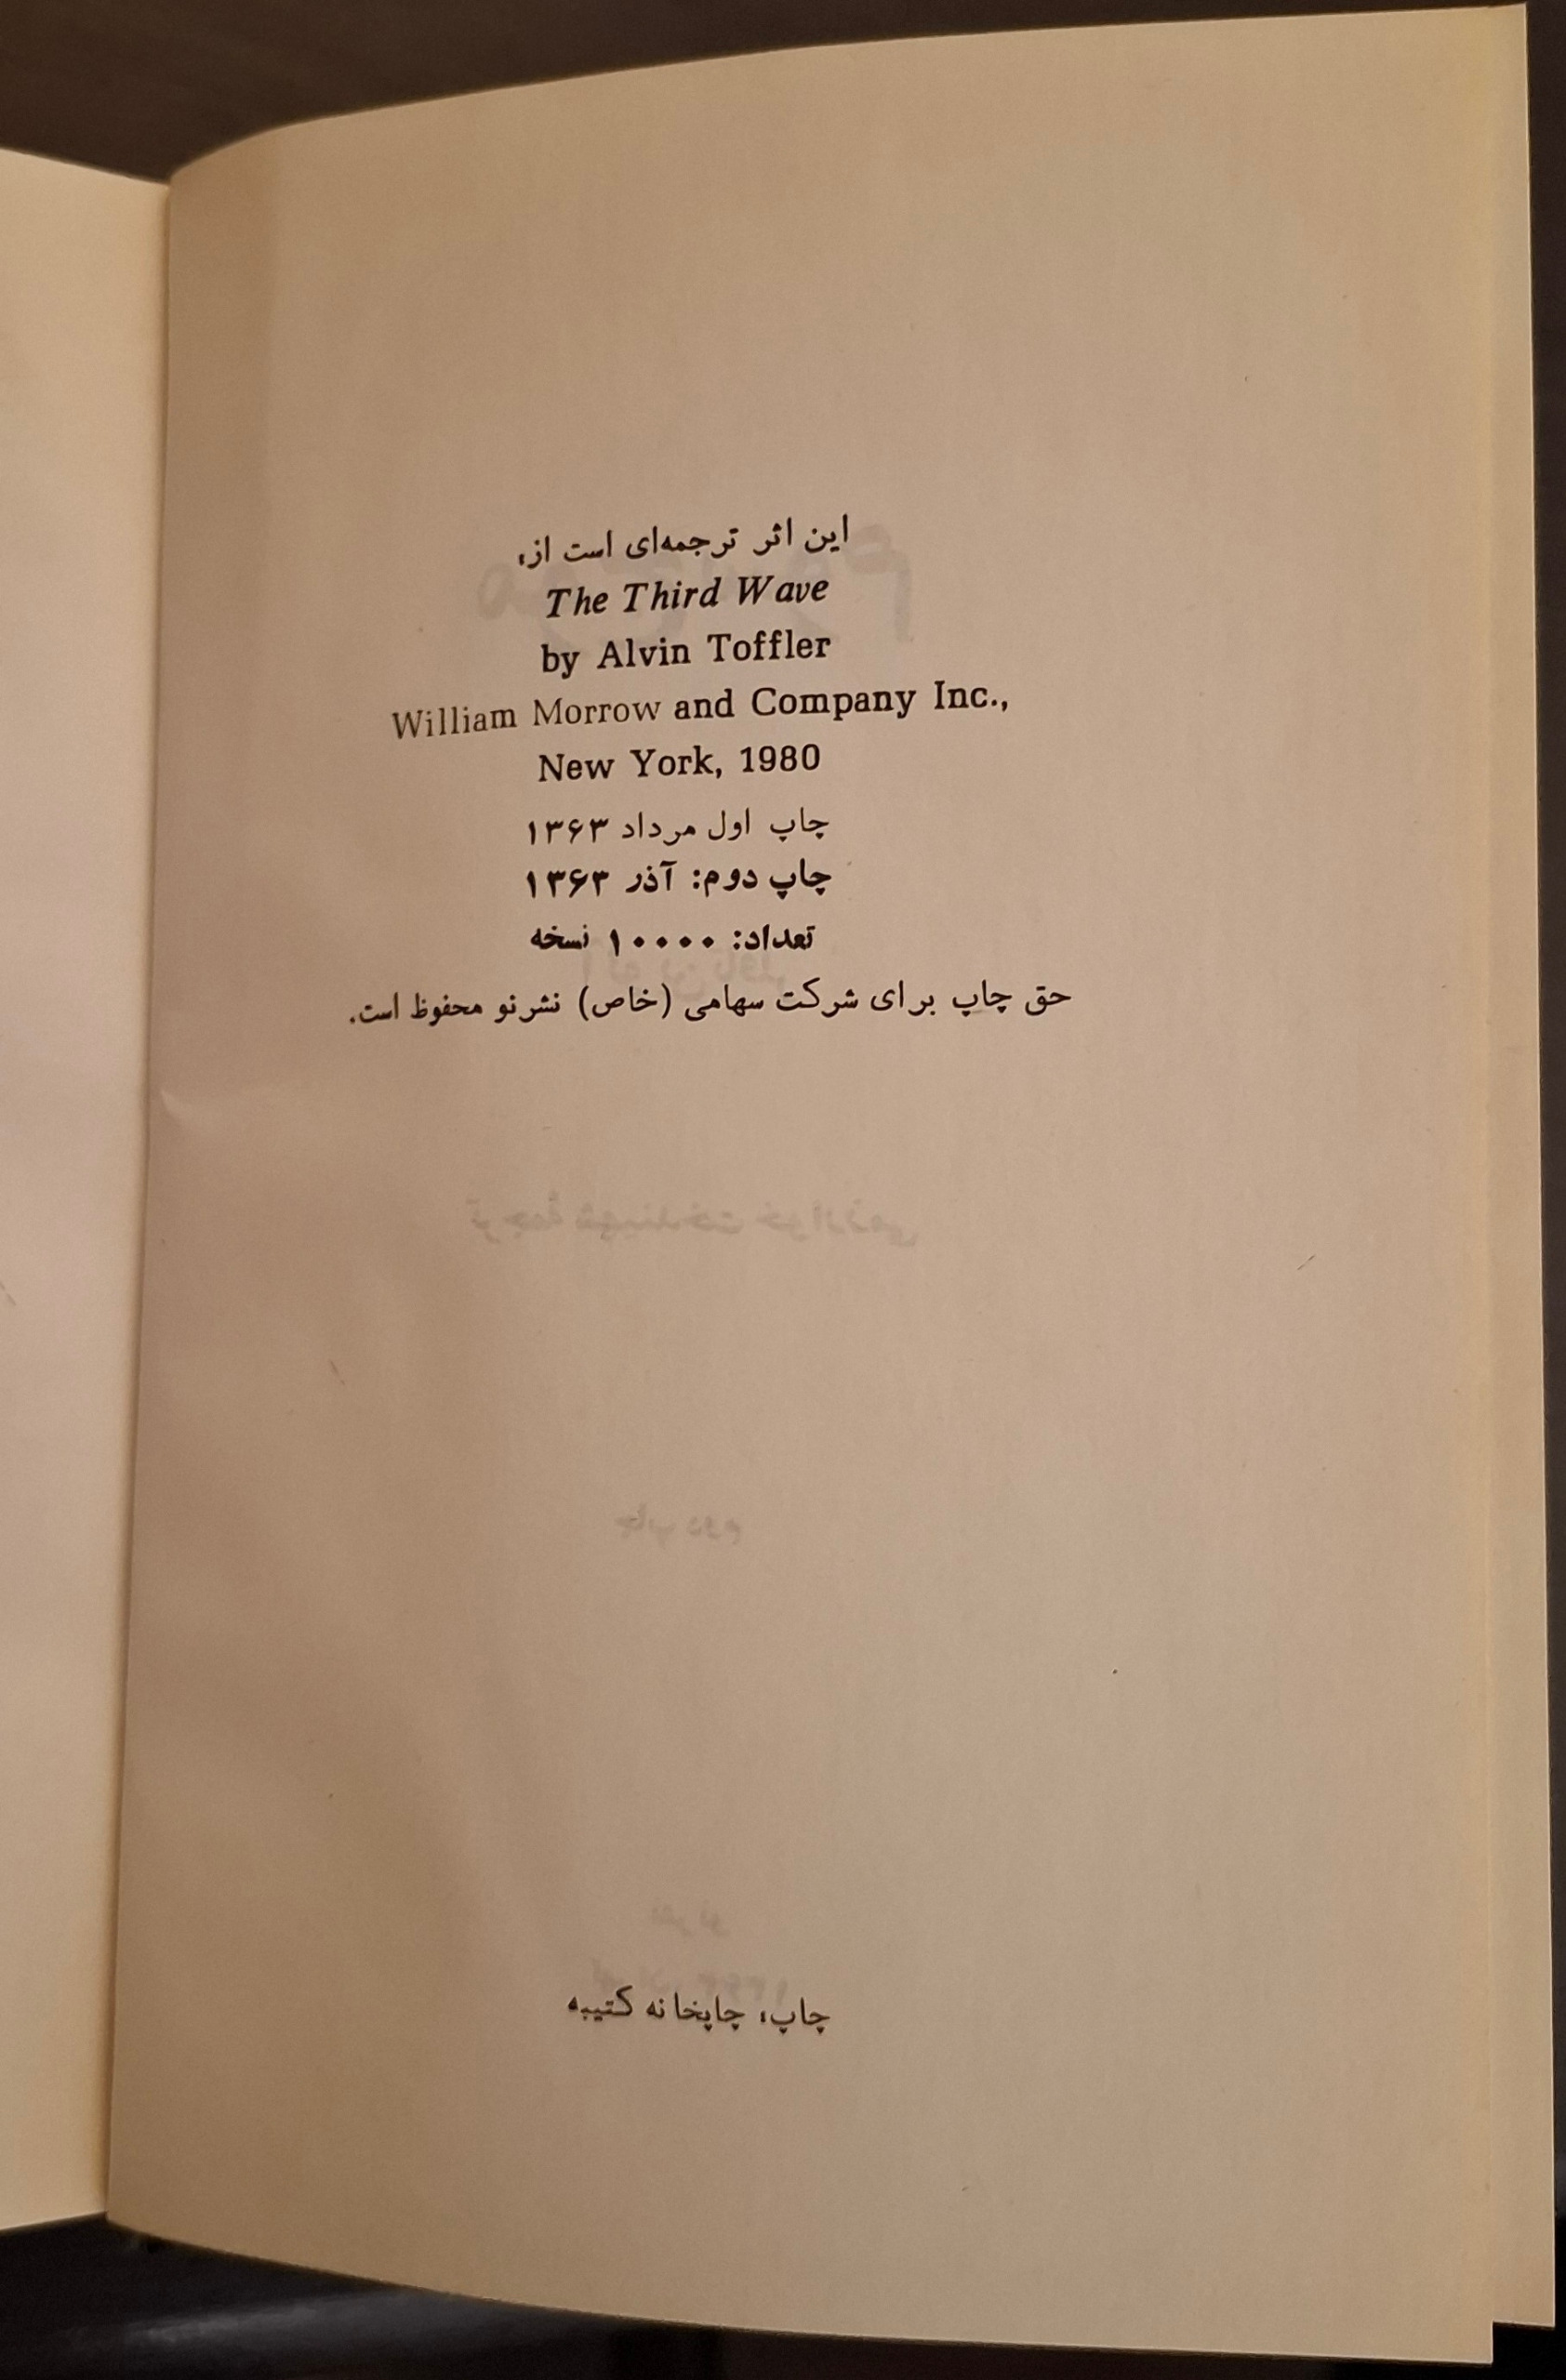 این اثر ترجمه‌ای است از:
The Third Wave
by Alvin Toffler
William Morrow and Company Inc.,
New York, 1980
چاپ اول مرداد ۱۳۶۳
چاپ دوم: آذر ۱۳۶۳
تعداد: ۱۰۰۰۰ نسخه
حق چاپ برای شرکت سهامی (خاص) نشرنو محفوظ است.
چاپ: چاپخانه کتیبه